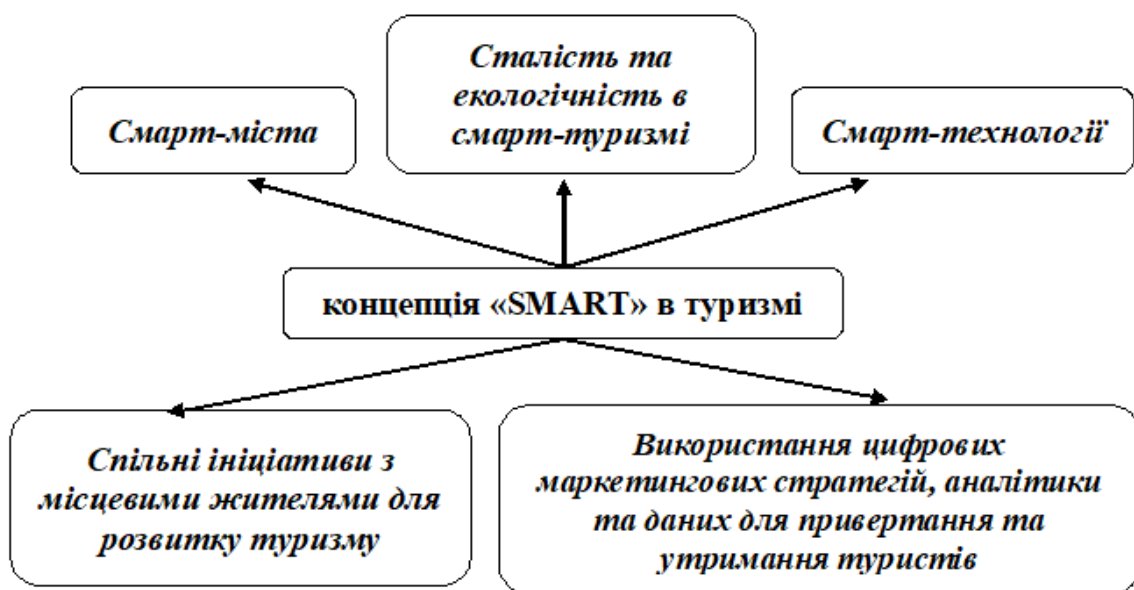 Смарт-міста
Сталість та
екологічність в
смарт-туризмі
Смарт-технології
концепція «SMART» в туризмі
Спільні ініціативи з
місцевими жителями для
розвитку туризму
Використання цифрових
маркетингових стратегій, аналітики
та даних для привертання та
утримання туристів